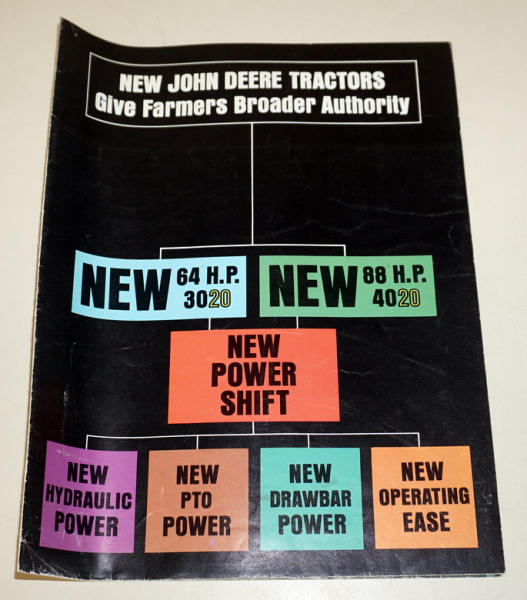 NEW JOHN DEERE TRACTORS
Give Farmers Broader Authority
NEW 64 H.P. 3020
NEW 88 H.P. 4020
NEW
POWER
SHIFT
NEW
HYDRAULIC
POWER
NEW
PTO
POWER
NEW
DRAWBAR
POWER
NEW
OPERATING
EASE